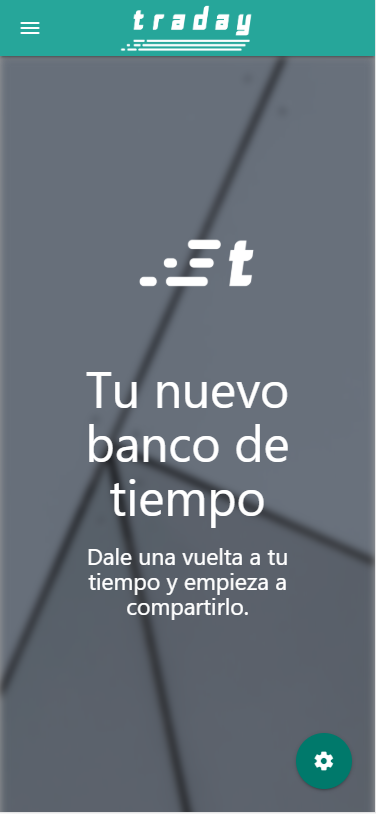 traday
t
Tu nuevo
banco de
tiempo
Dale una vuelta a tu
tiempo y empieza a
compartirlo.